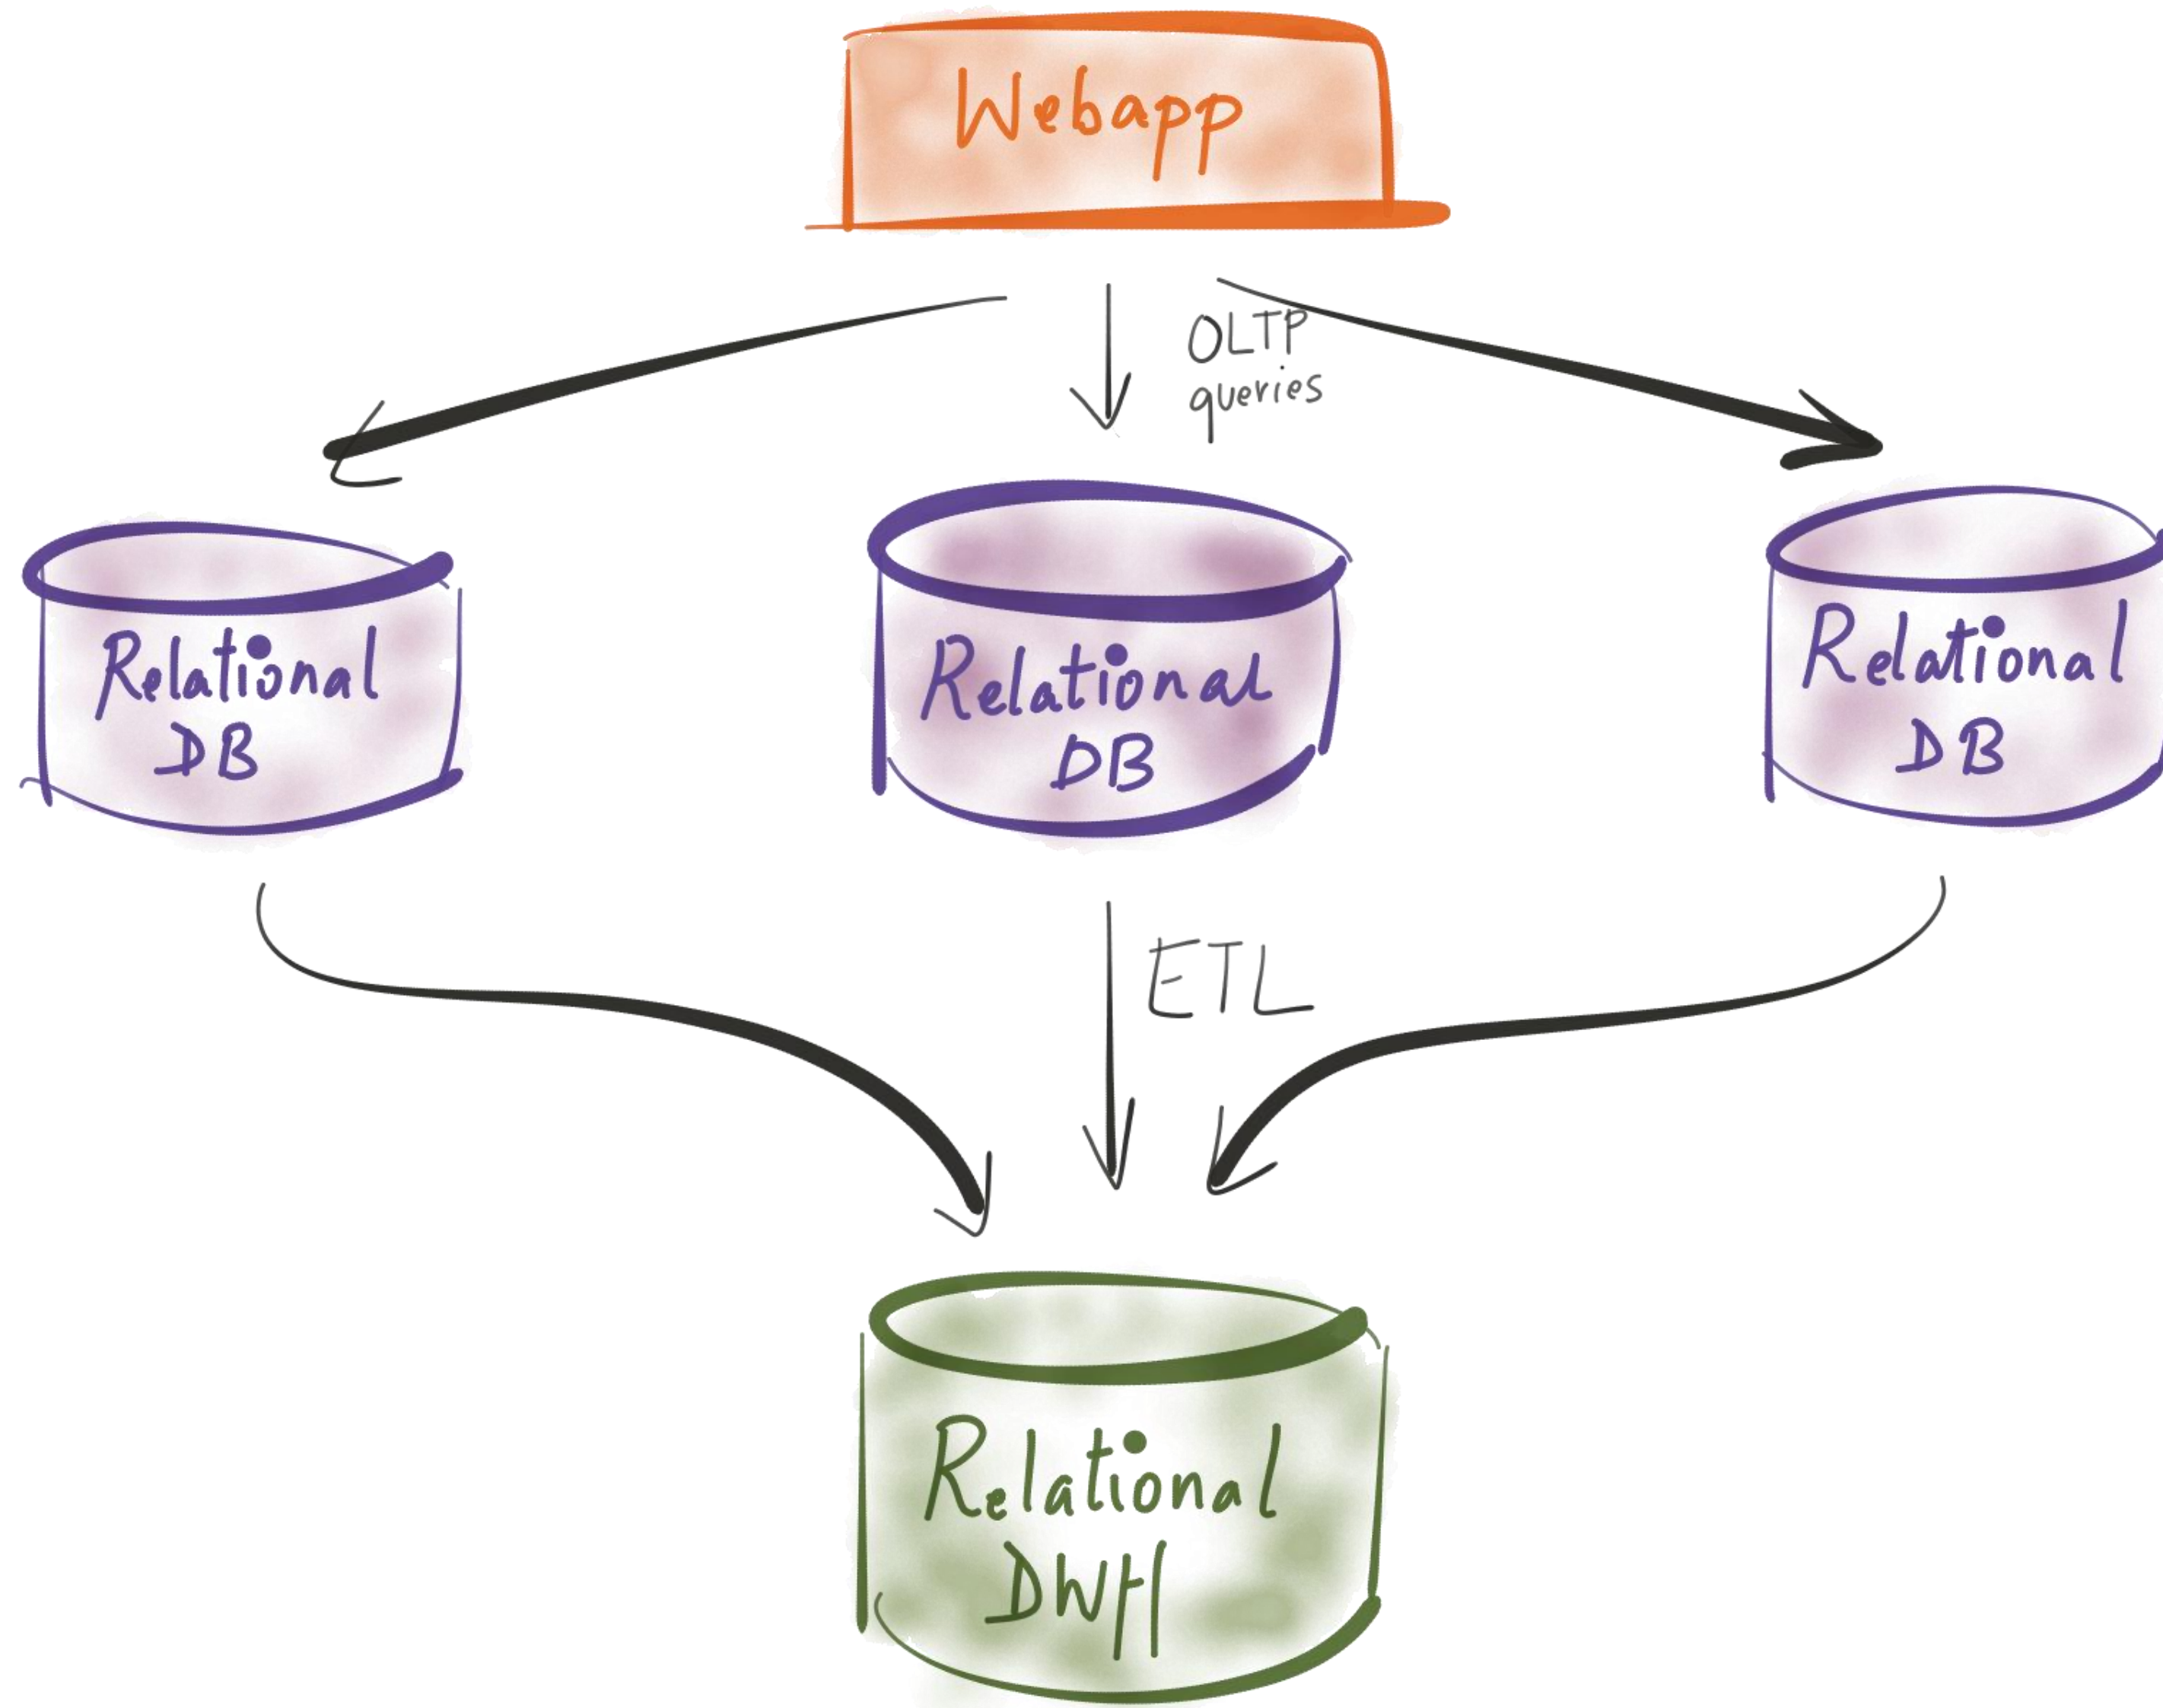 Webapp
OLTP
queries
Relational
DB
Relational
DB
Relational
DB
ETL
Relational
DWH